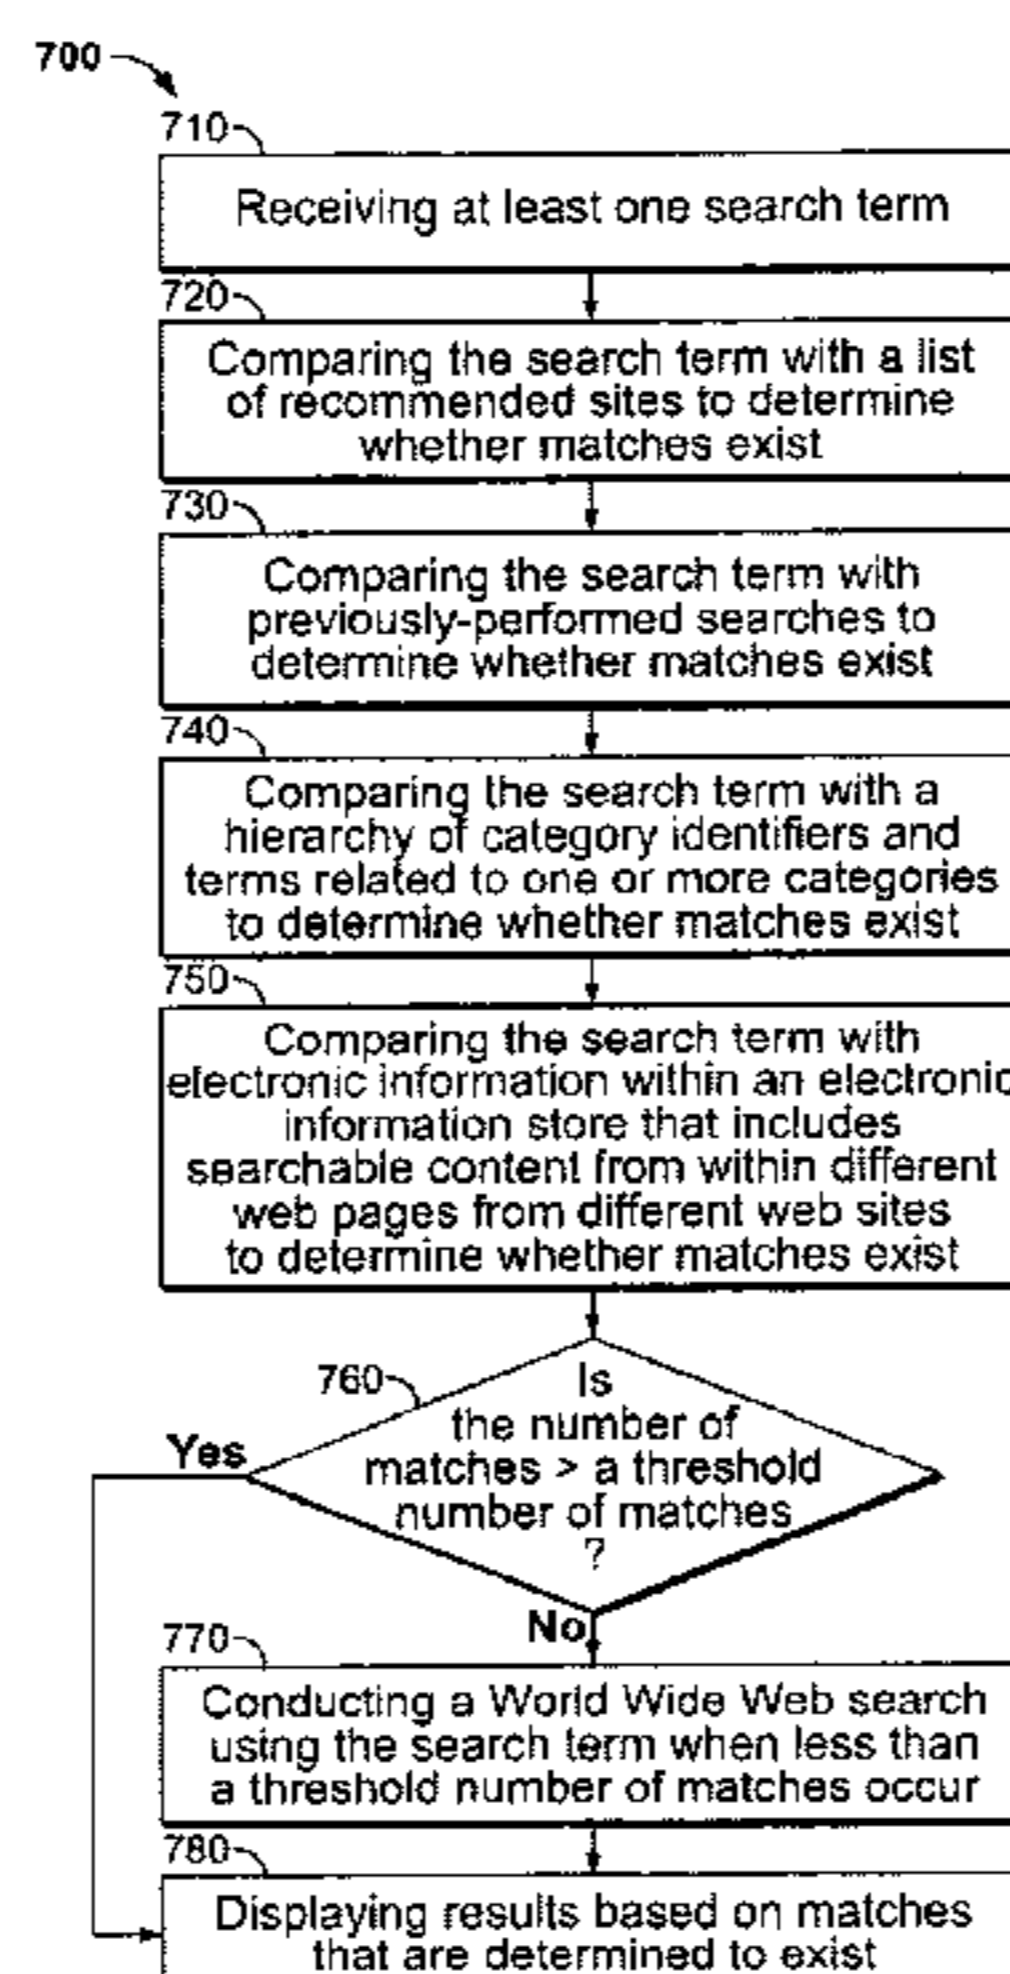 700
710
Receiving at least one search term
720
Comparing the search term with a list
of recommended sites to determine
whether matches exist
730
Comparing the search term with
previously-performed searches to
determine whether matches exist
740
Comparing the search term with a
hierarchy of category identifiers and
terms related to one or more categories
to determine whether matches exist
750
Comparing the search term with
electronic information within an electronic
information store that includes
searchable content from within different
web pages from different web sites
to determine whether matches exist
760
Is
the number of
matches > a threshold
number of matches
?
Yes
No
770
Conducting a World Wide Web search
using the search term when less than
a threshold number of matches occur
780
Displaying results based on matches
that are determined to exist